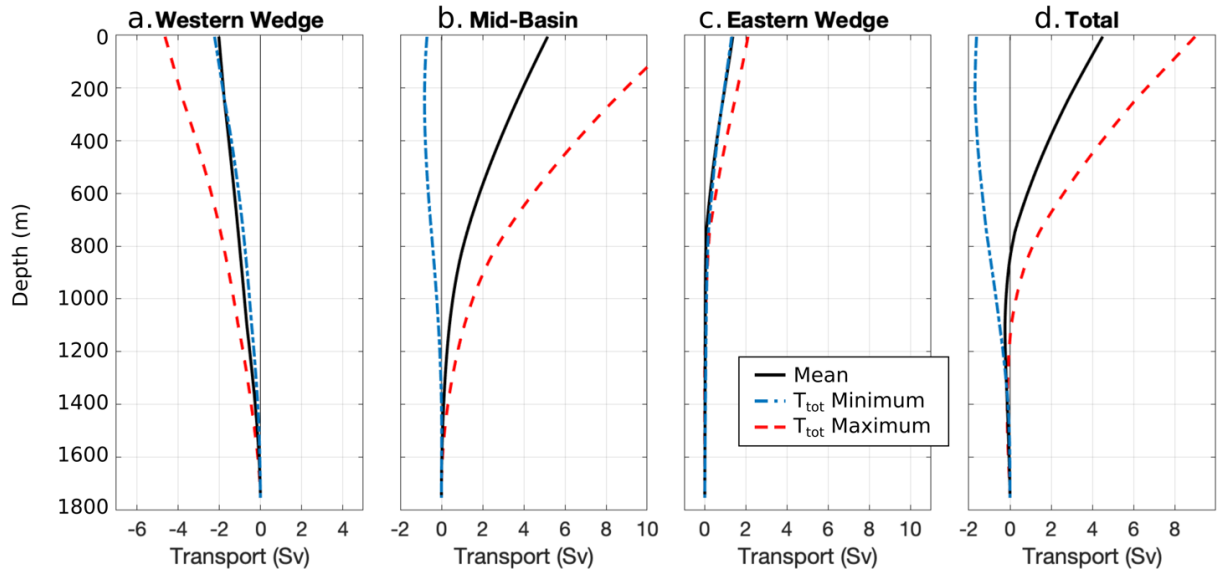 a. Western Wedge
b. Mid-Basin
c. Eastern Wedge
d. Total
0
200
400
600
800
1000
1200
1400
1600
1800
Depth (m)
-6 -4 -2 0 2 4
-2 0 2 4 6 8 10
0 2 4 6 8 10
-2 0 2 4 6 8
Transport (Sv)
Transport (Sv)
Transport (Sv)
Transport (Sv)
Mean
Ttot Minimum
Ttot Maximum